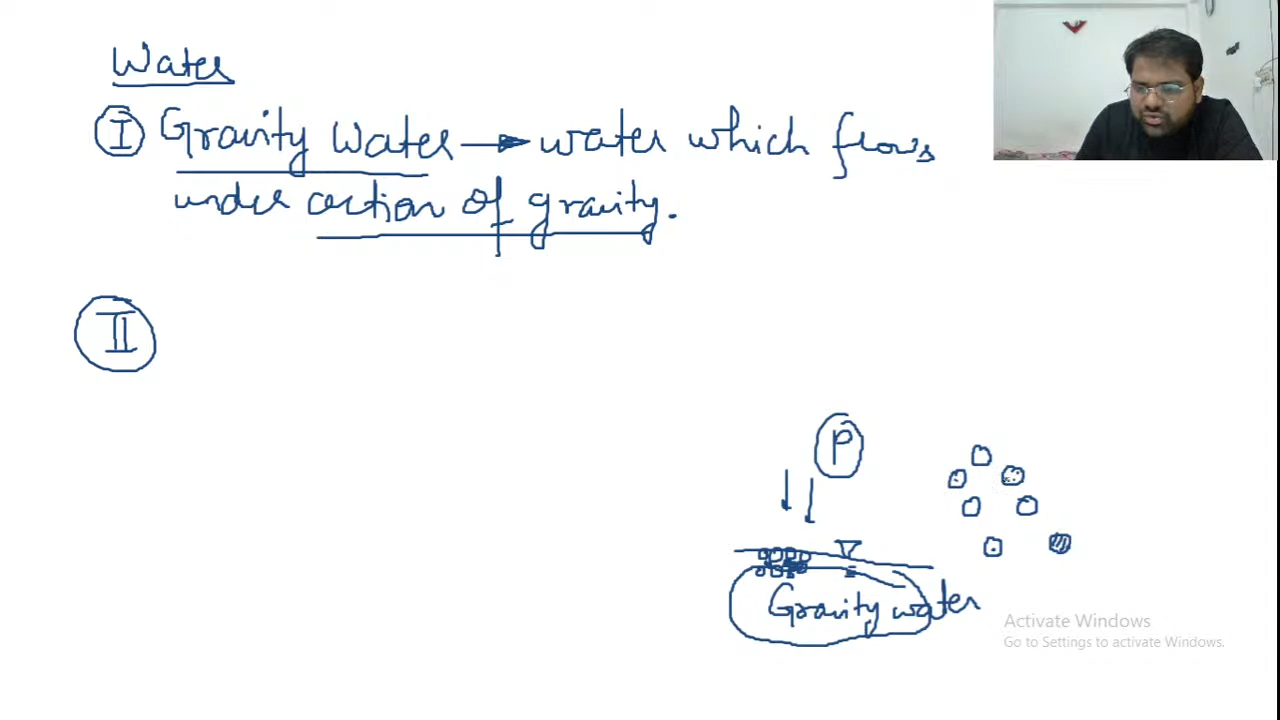 Water
I Gravity Water → water which flows
under action of gravity.
II
P
Gravity water
Activate Windows
Go to Settings to activate Windows.